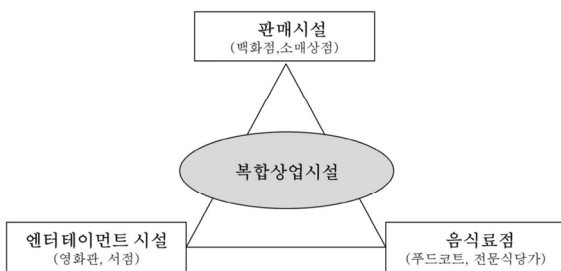 판매시설
(백화점,소매상점)
복합상업시설
엔터테이먼트 시설
(영화관, 서점)
음식료점
(푸드코트, 전문식당가)